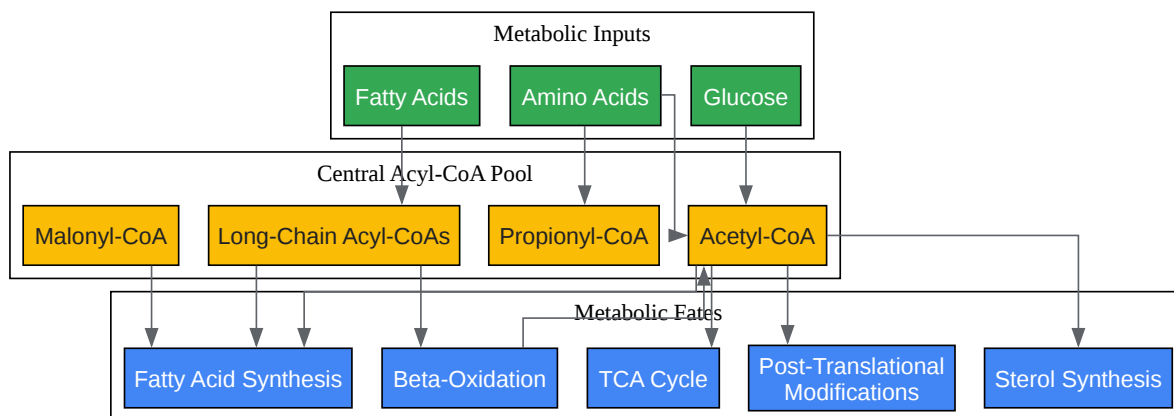 Metabolic Inputs
Fatty Acids
Amino Acids
Glucose
Central Acyl-CoA Pool
Malonyl-CoA
Long-Chain Acyl-CoAs
Propionyl-CoA
Acetyl-CoA
Metabolic Fates
Fatty Acid Synthesis
Beta-Oxidation
TCA Cycle
Post-Translational
Modifications
Sterol Synthesis